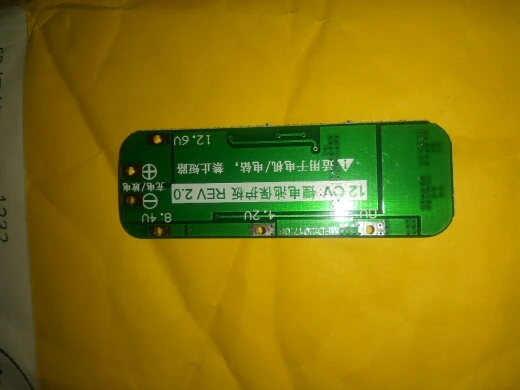 0V
4.2V
8.4V
12.6V 锂电池保护板 REV 2.0
充电/放电
适用于电机/电钻，禁止短路
12.6V